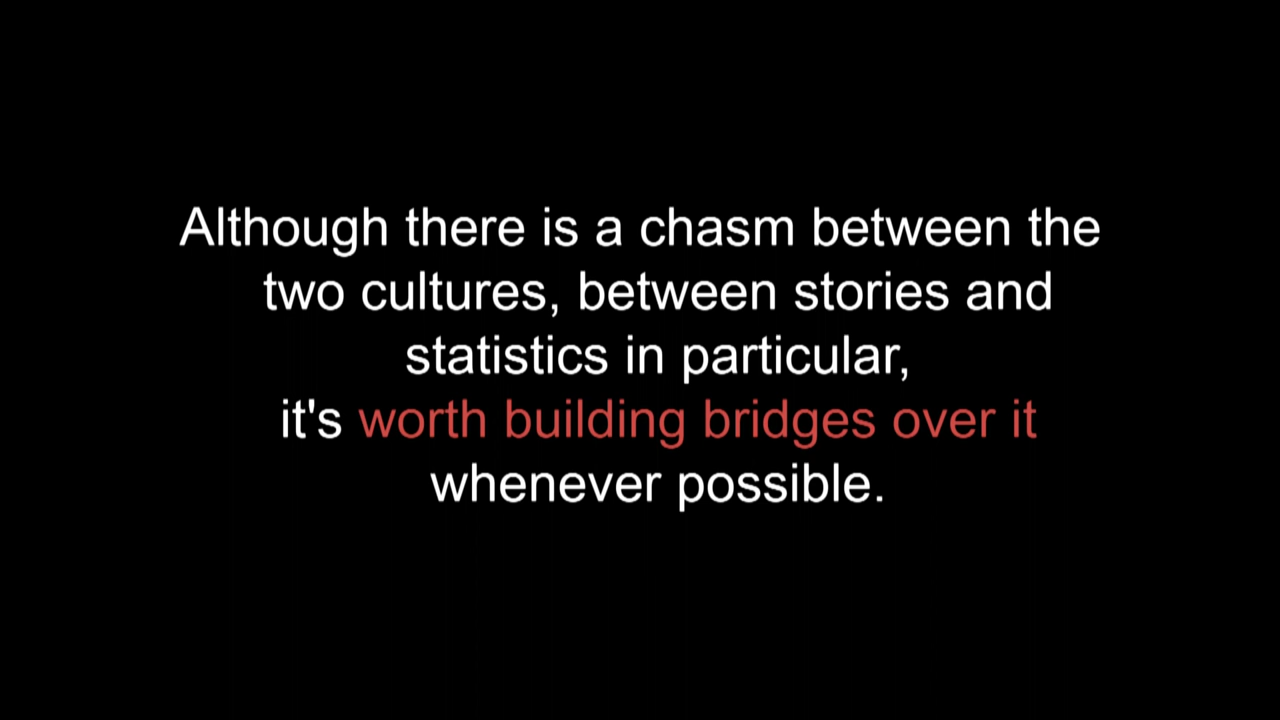 Although there is a chasm between the
two cultures, between stories and
statistics in particular,
it's worth building bridges over it
whenever possible.